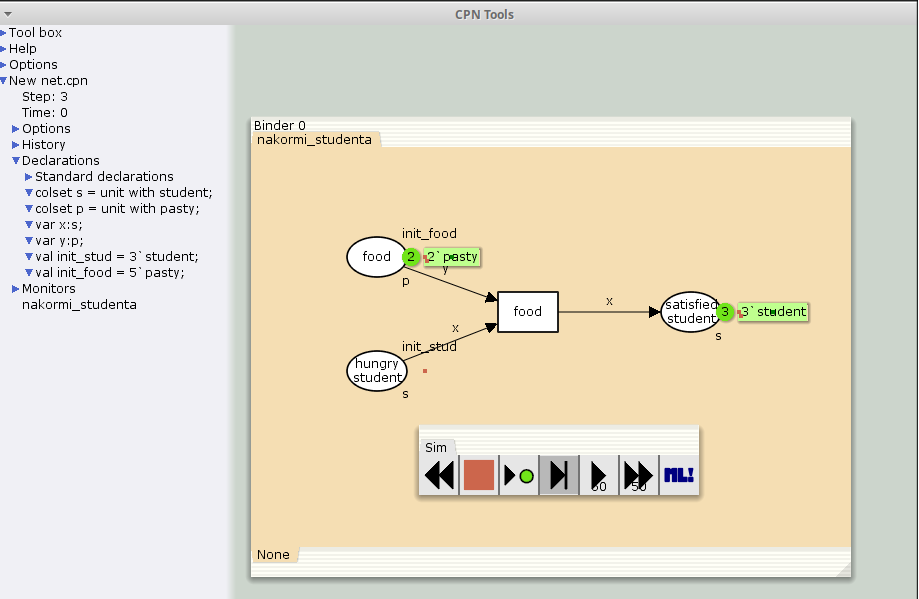 CPN Tools
Tool box
Help
Options
New net.cpn
Step: 3
Time: 0
Options
History
Declarations
Standard declarations
colset s = unit with student;
colset p = unit with pasty;
var x:s;
var y:p;
val init_stud = 3`student;
val init_food = 5`pasty;
Monitors
nakormi_studenta
Binder 0
nakormi_studenta
init_food
food
2
2`pasty
y
p
food
x
satisfied
student
3
3`student
s
x
init_stud
hungry
student
s
Sim
50
50
ML!
None